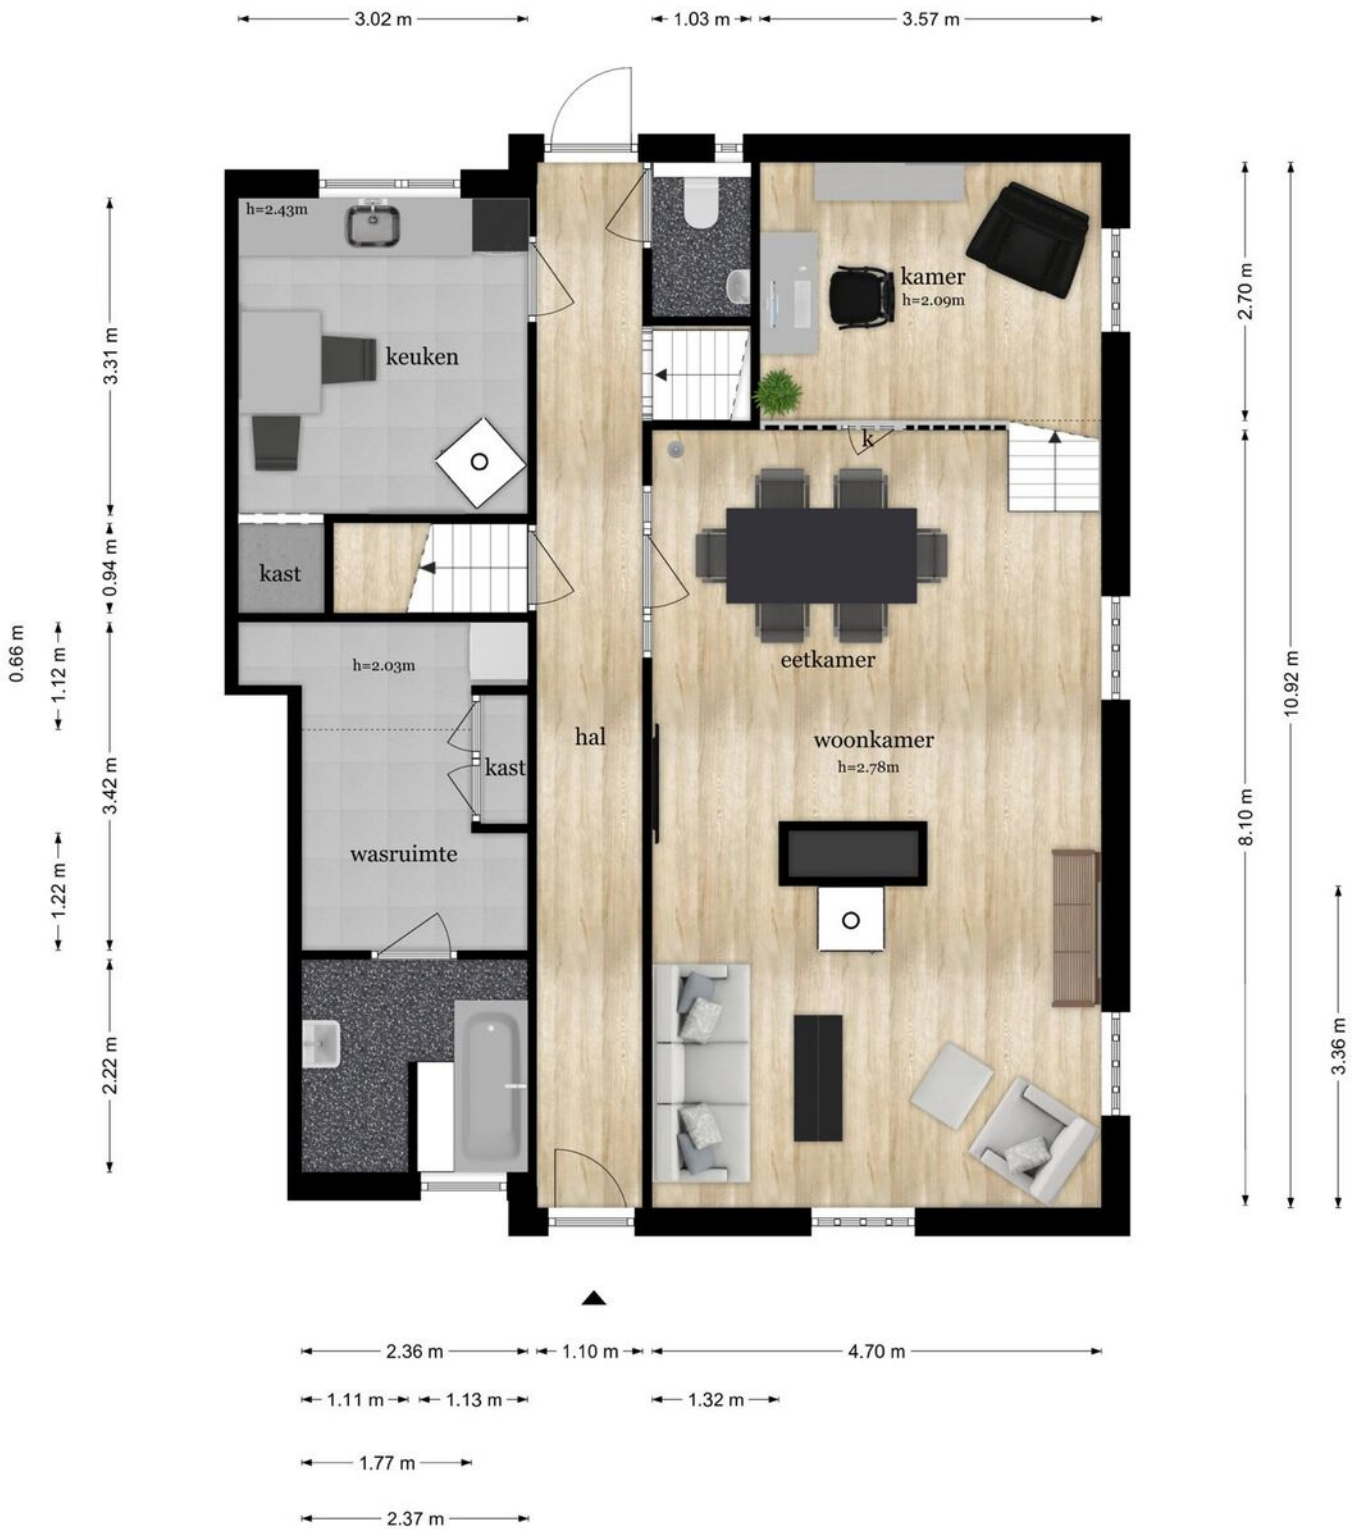 3.02 m
1.03 m
3.57 m
h=2.43m
keuken
kamer
h=2.09m
k
3.31 m
2.70 m
kast
0.94 m
eetkamer
0.66 m
1.12 m
h=2.03m
10.92 m
hal
woonkamer
h=2.78m
kast
3.42 m
8.10 m
wasruimte
1.22 m
2.22 m
3.36 m
2.36 m
1.10 m
4.70 m
1.11 m
1.13 m
1.32 m
1.77 m
2.37 m